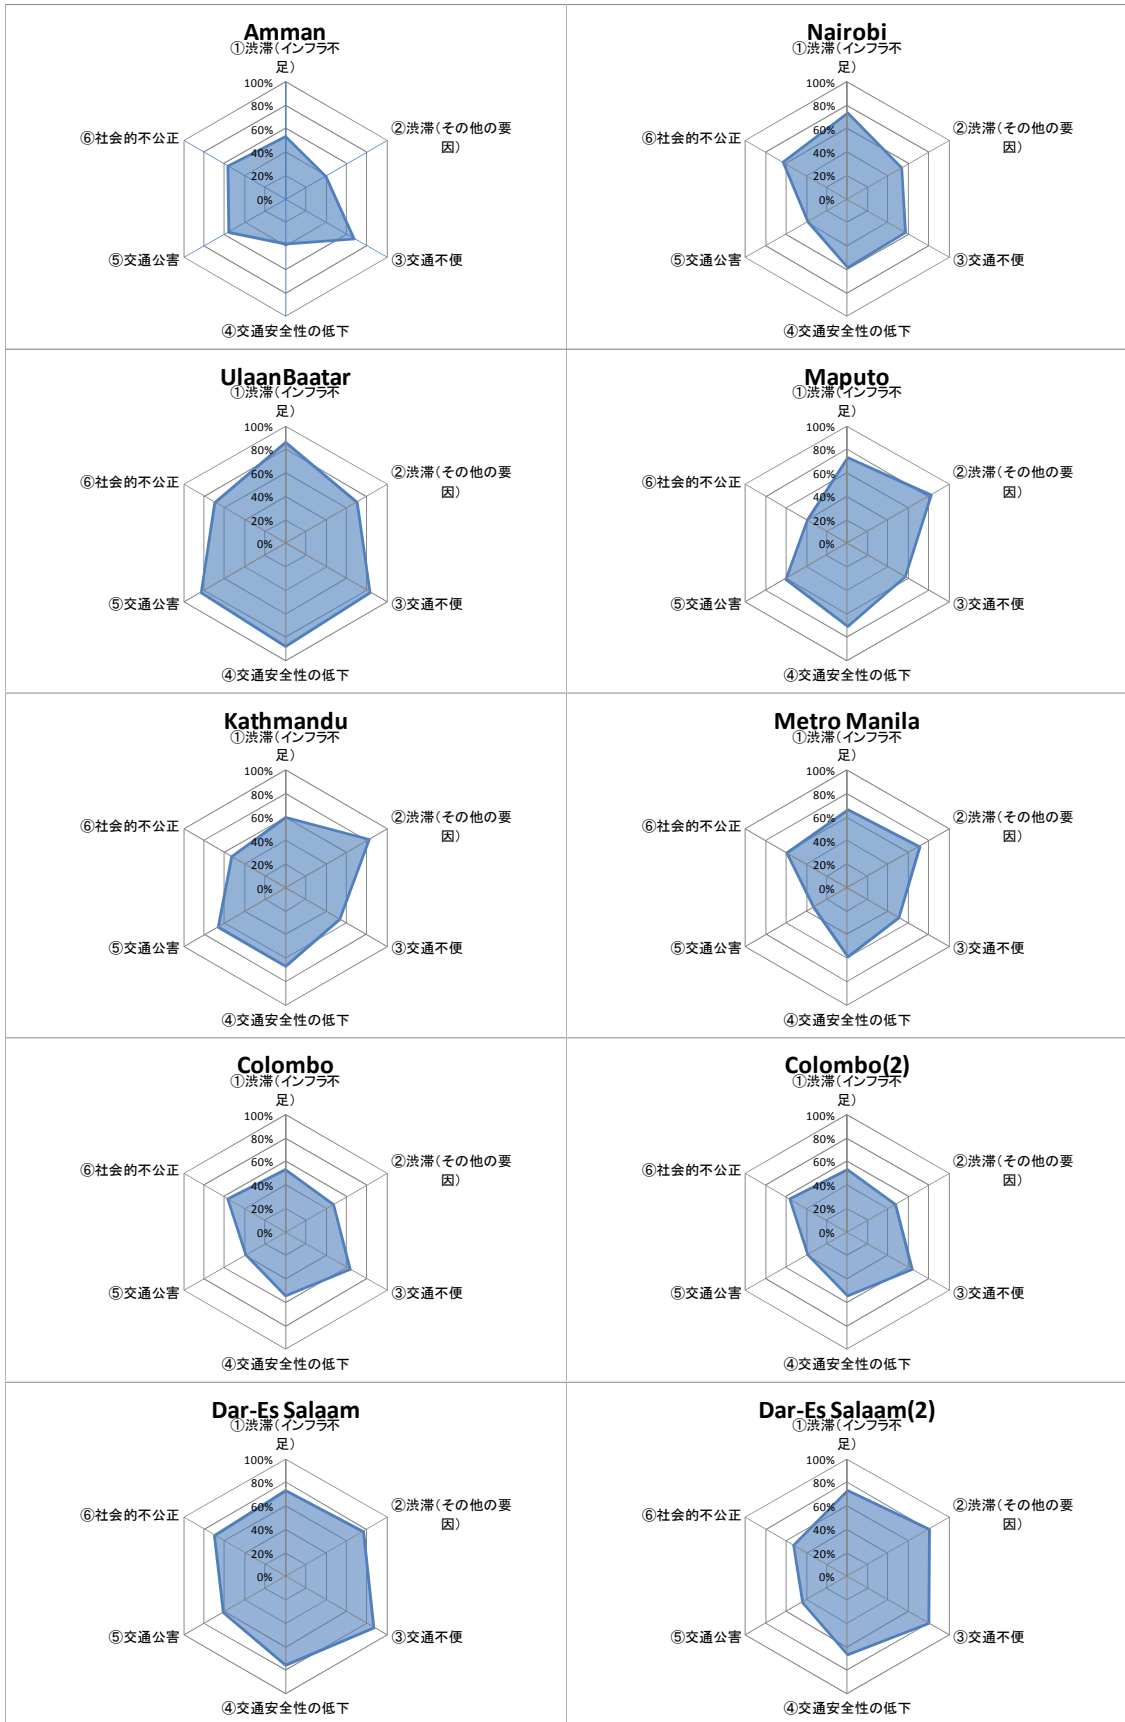 Amman
①渋滞(インフラ不
足)
100%
80%
60%
40%
20%
0%
②渋滞(その他の要
因)
③交通不便
④交通安全性の低下
⑤交通公害
⑥社会的不公正
Nairobi
①渋滞(インフラ不
足)
100%
80%
60%
40%
20%
0%
②渋滞(その他の要
因)
③交通不便
④交通安全性の低下
⑤交通公害
⑥社会的不公正
UlaanBaatar
①渋滞(インフラ不
足)
100%
80%
60%
40%
20%
0%
②渋滞(その他の要
因)
③交通不便
④交通安全性の低下
⑤交通公害
⑥社会的不公正
Maputo
①渋滞(インフラ不
足)
100%
80%
60%
40%
20%
0%
②渋滞(その他の要
因)
③交通不便
④交通安全性の低下
⑤交通公害
⑥社会的不公正
Kathmandu
①渋滞(インフラ不
足)
100%
80%
60%
40%
20%
0%
②渋滞(その他の要
因)
③交通不便
④交通安全性の低下
⑤交通公害
⑥社会的不公正
Metro Manila
①渋滞(インフラ不
足)
100%
80%
60%
40%
20%
0%
②渋滞(その他の要
因)
③交通不便
④交通安全性の低下
⑤交通公害
⑥社会的不公正
Colombo
①渋滞(インフラ不
足)
100%
80%
60%
40%
20%
0%
②渋滞(その他の要
因)
③交通不便
④交通安全性の低下
⑤交通公害
⑥社会的不公正
Colombo(2)
①渋滞(インフラ不
足)
100%
80%
60%
40%
20%
0%
②渋滞(その他の要
因)
③交通不便
④交通安全性の低下
⑤交通公害
⑥社会的不公正
Dar-Es Salaam
①渋滞(インフラ不
足)
100%
80%
60%
40%
20%
0%
②渋滞(その他の要
因)
③交通不便
④交通安全性の低下
⑤交通公害
⑥社会的不公正
Dar-Es Salaam(2)
①渋滞(インフラ不
足)
100%
80%
60%
40%
20%
0%
②渋滞(その他の要
因)
③交通不便
④交通安全性の低下
⑤交通公害
⑥社会的不公正